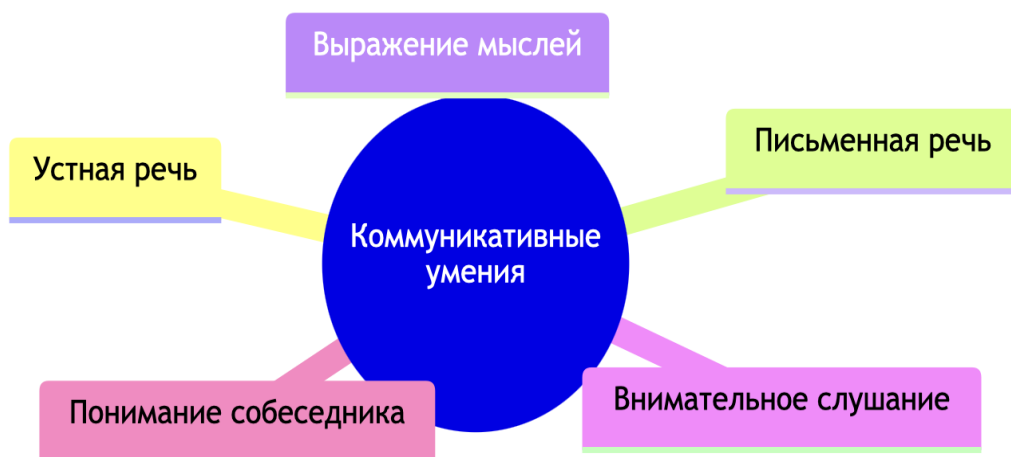 Выражение мыслей
Письменная речь
Устная речь
Коммуникативные
умения
Внимательное слушание
Понимание собеседника